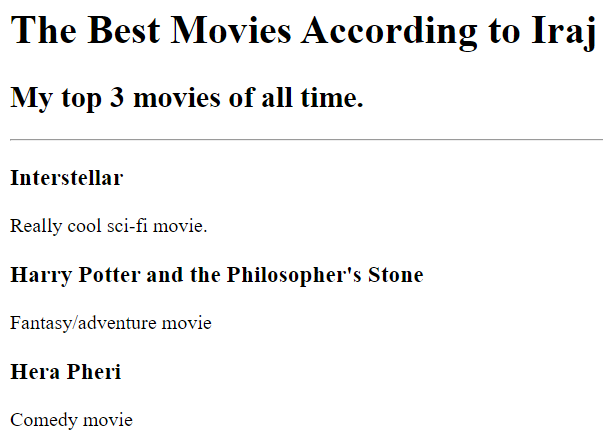 The Best Movies According to Iraj
My top 3 movies of all time.
Interstellar
Really cool sci-fi movie.
Harry Potter and the Philosopher's Stone
Fantasy/adventure movie
Hera Pheri
Comedy movie